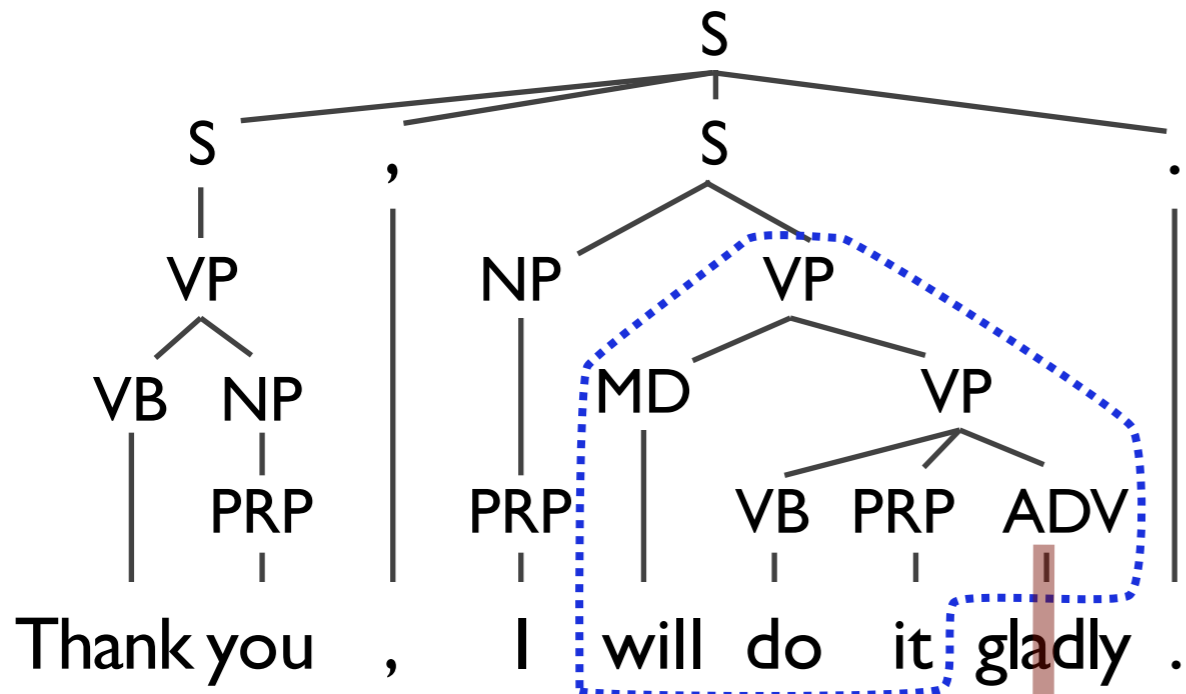 S
S , S .
VP NP VP
VB NP MD VP
PRP PRP VB PRP ADV
Thank you , I will do it gladly .